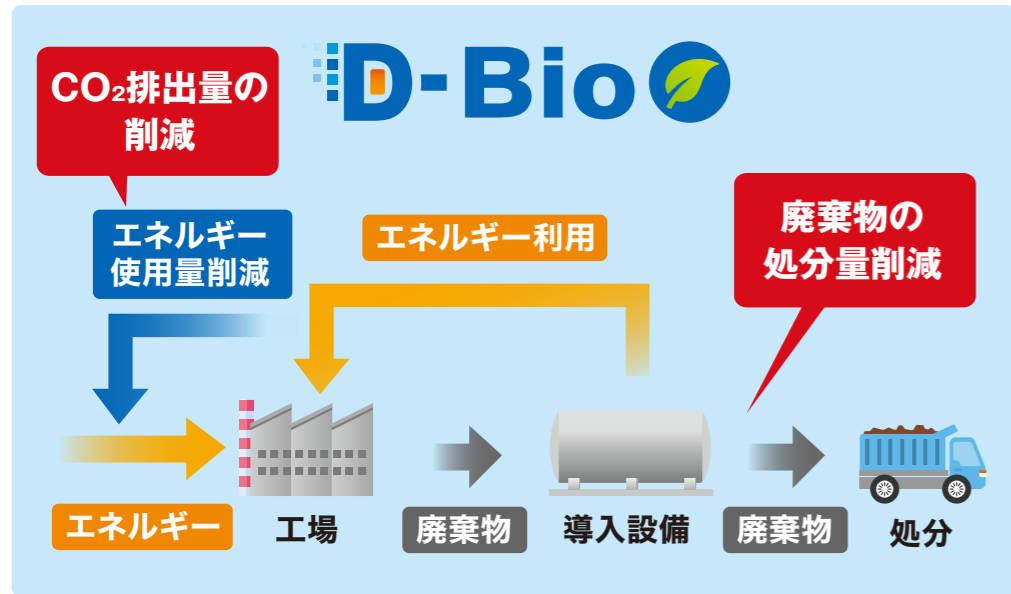 D-Bio
CO₂排出量の
削減
エネルギー
使用量削減
エネルギー利用
廃棄物の
処分量削減
エネルギー
工場
廃棄物
導入設備
廃棄物
処分